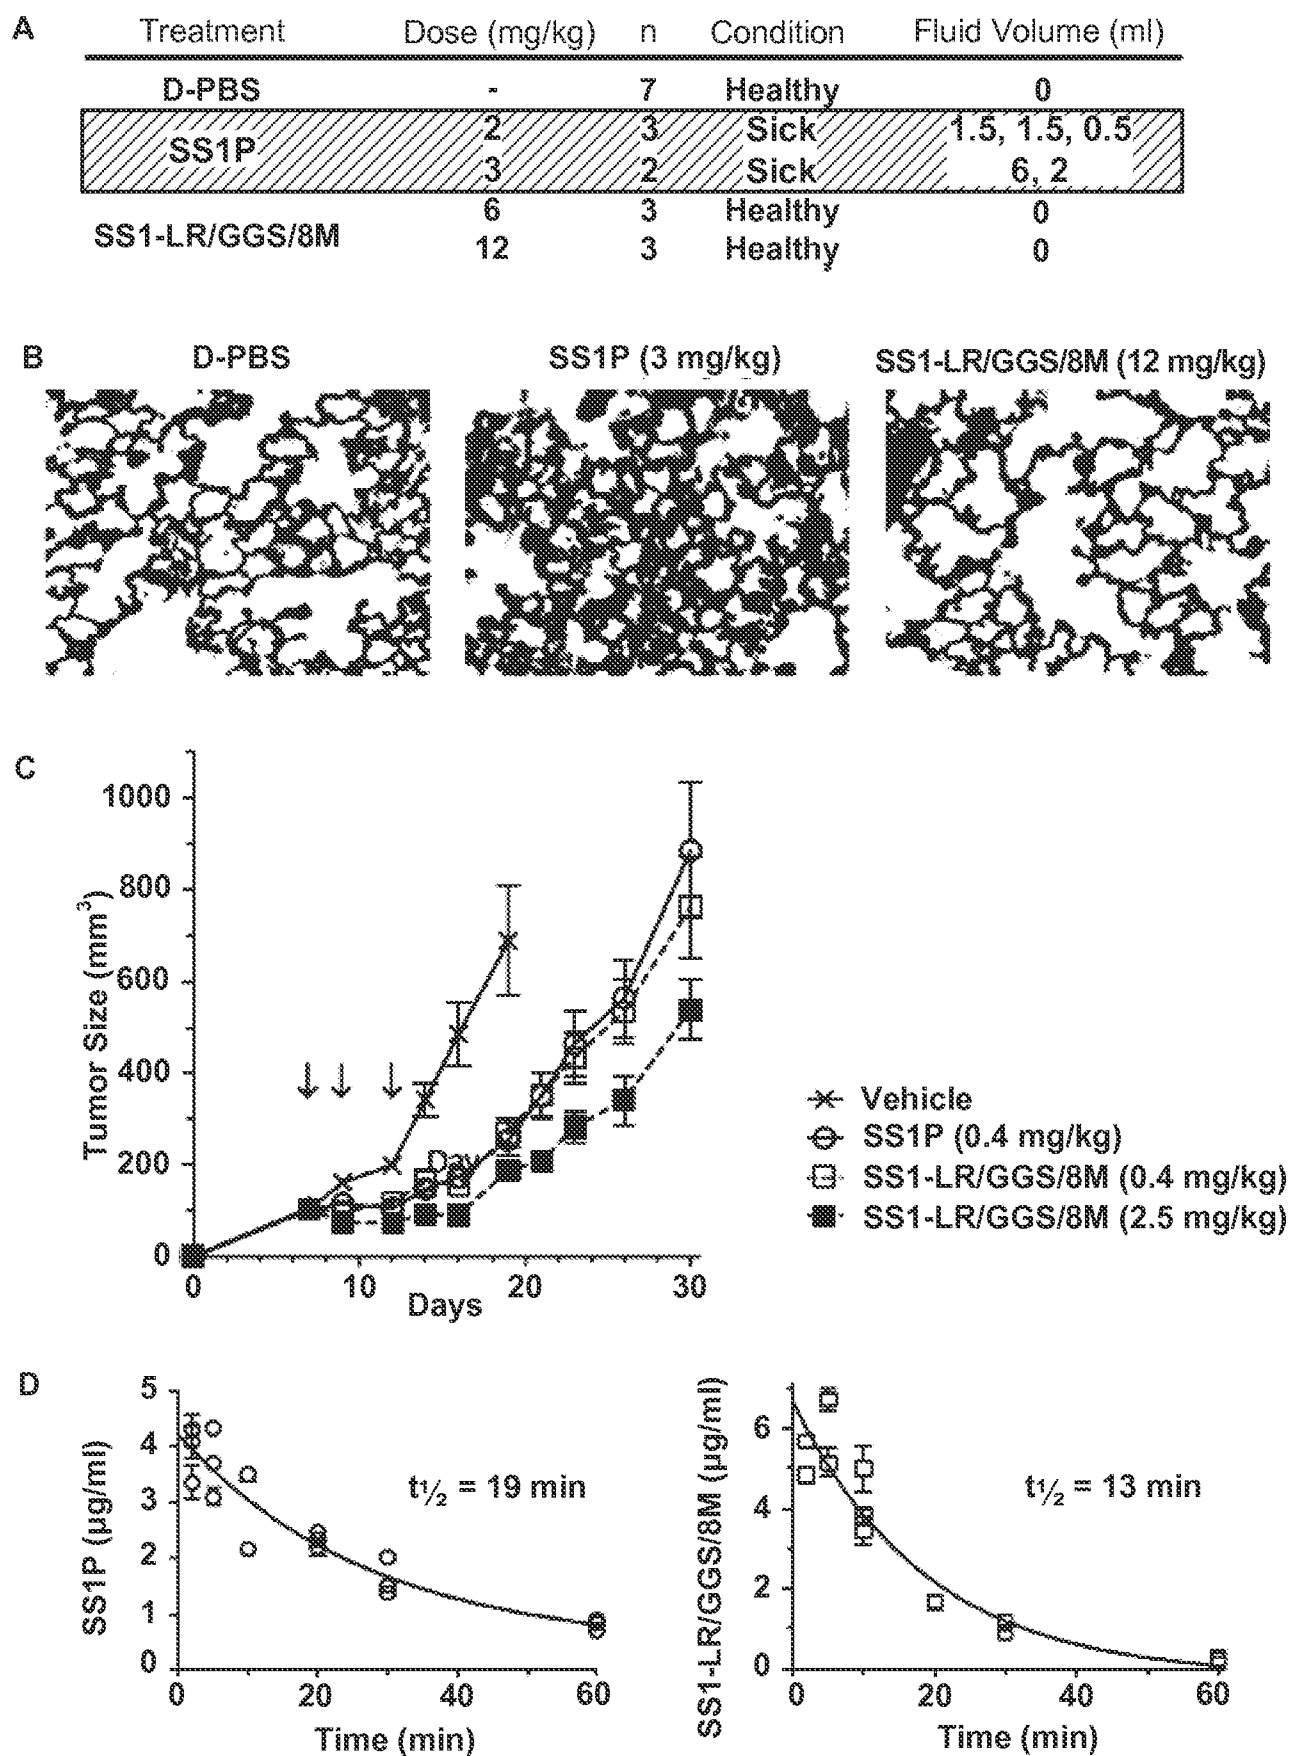 A
Treatment Dose (mg/kg) n Condition Fluid Volume (ml)
D-PBS - 7 Healthy 0
SS1P 2 3 Sick 1.5, 1.5, 0.5
3 2 Sick 6, 2
SS1-LR/GGS/8M 6 3 Healthy 0
12 3 Healthy 0
B
D-PBS
SS1P (3 mg/kg)
SS1-LR/GGS/8M (12 mg/kg)
C
Tumor Size (mm³)
1000
800
600
400
200
0
Day
0 10 20 30
Days
Vehicle
SS1P (0.4 mg/kg)
SS1-LR/GGS/8M (0.4 mg/kg)
SS1-LR/GGS/8M (2.5 mg/kg)
D
SS1P (µg/ml)
5
4
3
2
1
0
t½ = 19 min
0 20 40 60
Time (min)
SS1-LR/GGS/8M (µg/ml)
6
4
2
0
t½ = 13 min
0 20 40 60
Time (min)